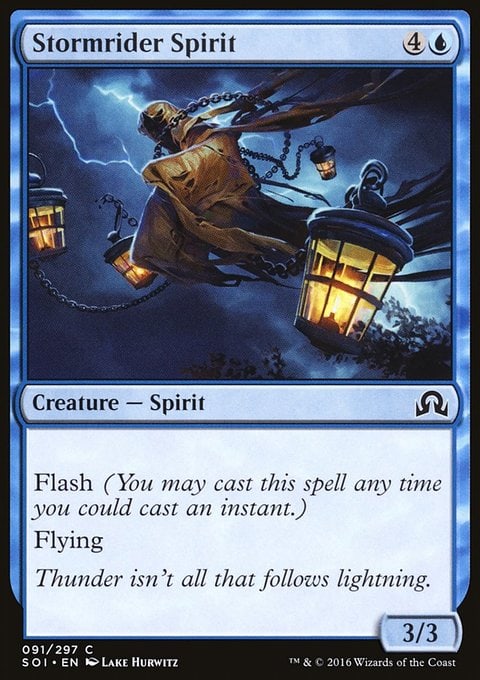 Stormrider Spirit 4
Creature — Spirit
Flash (You may cast this spell any time
you could cast an instant.)
Flying
Thunder isn't all that follows lightning.
3/3
091/297 C
SOI • EN Lake Hurwitz
™ & © 2016 Wizards of the Coast